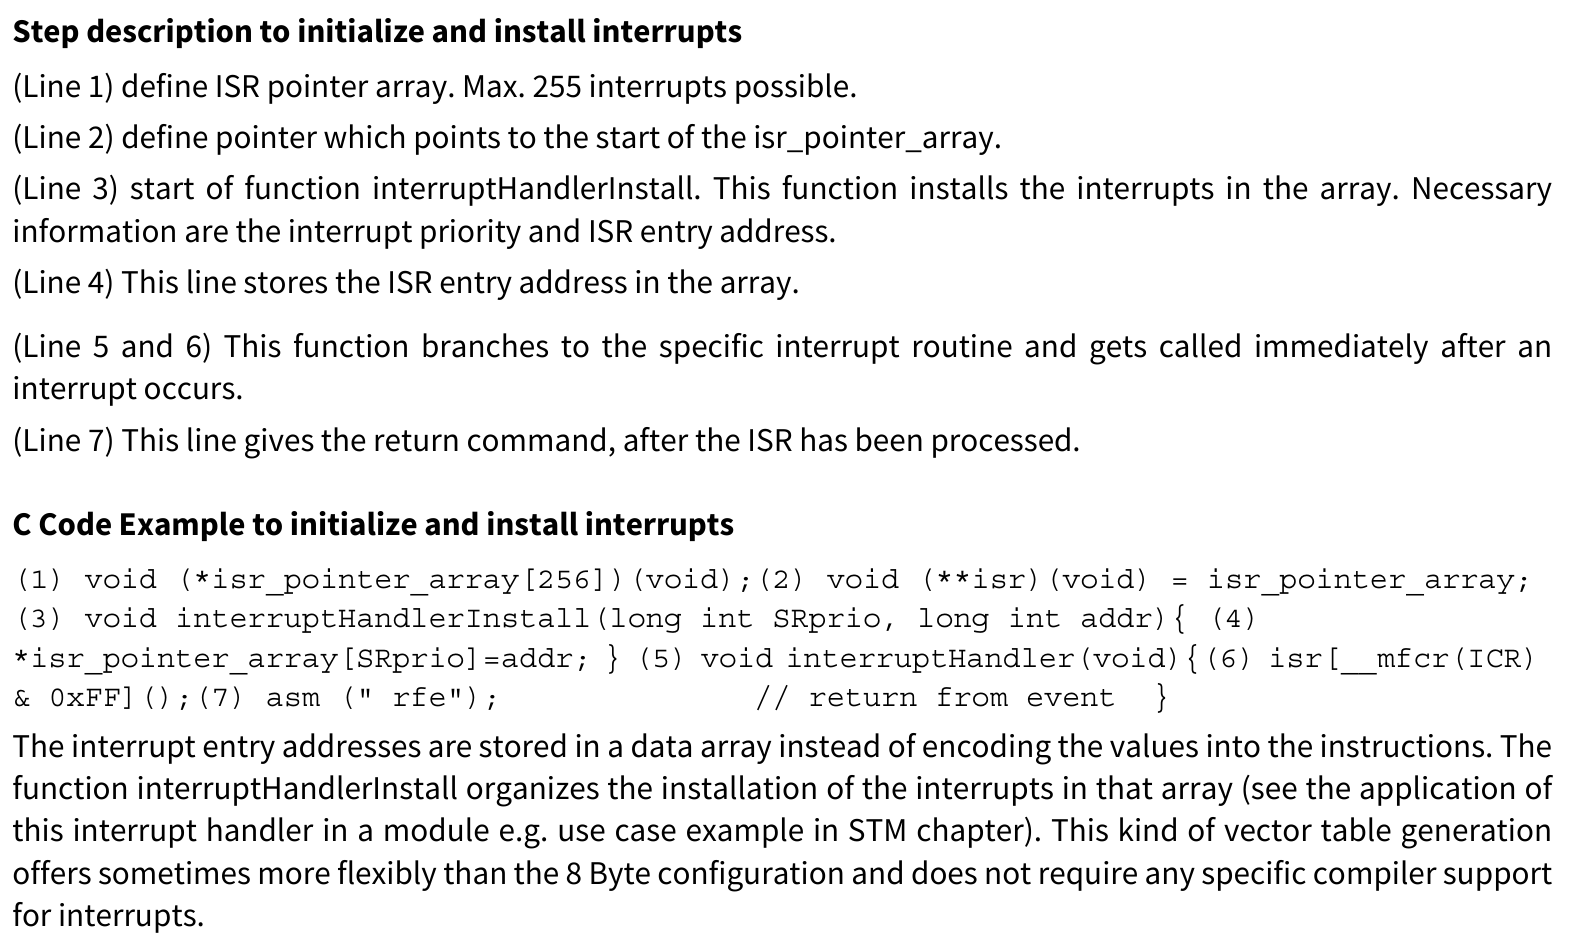 Step description to initialize and install interrupts
(Line 1) define ISR pointer array. Max. 255 interrupts possible.
(Line 2) define pointer which points to the start of the isr_pointer_array.
(Line 3) start of function interruptHandlerInstall. This function installs the interrupts in the array. Necessary
information are the interrupt priority and ISR entry address.
(Line 4) This line stores the ISR entry address in the array.
(Line 5 and 6) This function branches to the specific interrupt routine and gets called immediately after an
interrupt occurs.
(Line 7) This line gives the return command, after the ISR has been processed.
C Code Example to initialize and install interrupts
(1) void (*isr_pointer_array[256])(void);(2) void (**isr)(void) = isr_pointer_array;
(3) void interruptHandlerInstall(long int SRprio, long int addr){ (4)
*isr_pointer_array[SRprio]=addr; } (5) void interruptHandler(void){(6) isr[__mfcr(ICR)
& 0xFF]();(7) asm (" rfe"); // return from event }
The interrupt entry addresses are stored in a data array instead of encoding the values into the instructions. The
function interruptHandlerInstall organizes the installation of the interrupts in that array (see the application of
this interrupt handler in a module e.g. use case example in STM chapter). This kind of vector table generation
offers sometimes more flexibly than the 8 Byte configuration and does not require any specific compiler support
for interrupts.